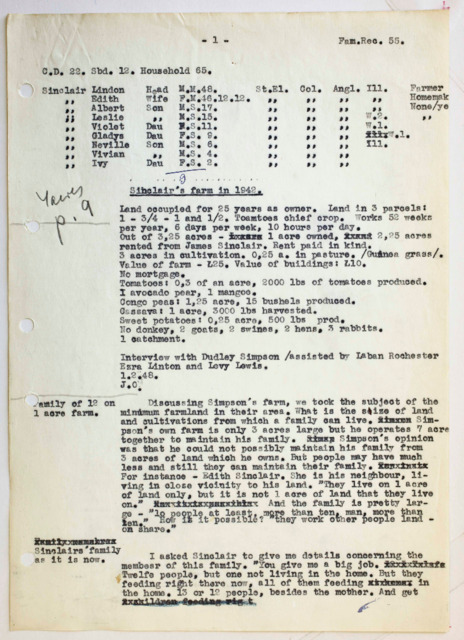 - 1 -
Fam.Rec. 55.
C.D. 22. Sbd. 12. Household 65.
Sinclair Lindon Head M.M.48. St.El. Col. Angl. Ill. Farmer
,, Edith Wife F.M.46.12.12. ,, ,, ,, ,, Homemak
,, Albert Son M.S.17. ,, ,, ,, ,, None/ye
,, Leslie ,, M.S.15. ,, ,, ,, W.2. ,,
,, Violet Dau F.S.11. ,, ,, ,, W.1. ,,
,, Gladys Dau F.S. 9. ,, ,, ,, W.1. ,,
,, Neville Son M.S. 6. ,, ,, ,, Ill. ,,
,, Vivian ,, M.S. 4. ,, ,, ,, ,, ,,
,, Ivy Dau F.S. 2. ,, ,, ,, ,, ,,
9
Sinclair's farm in 1942.
p. 9
Land occupied for 25 years as owner. Land in 3 parcels:
1 - 3/4 - 1 and 1/2. Toamtoes chief crop. Works 52 weeks
per year, 6 days per week, 10 hours per day.
Out of 3,25 acres - 1 acre owned, 2,25 acres
rented from James Sinclair. Rent paid in kind.
3 acres in cultivation. 0,25 a. in pasture. /Guinea grass/.
Value of farm - £25. Value of buildings: £10.
No mortgage.
Tomatoes: 0,3 of an acre, 2000 lbs of tomatoes produced.
1 avocado pear, 1 mangoe.
Congo peas: 1,25 acre, 15 bushels produced.
Cassava: 1 acre, 3000 lbs harvested.
Sweet potatoes: 0,25 acre, 500 lbs prod.
No donkey, 2 goats, 2 swines, 2 hens, 3 rabbits.
1 catchment.
Interview with Dudley Simpson /assisted by Laban Rochester
Esra Linton and Levy Lewis.
1.2.48.
J.O.
Family of 12 on
1 acre farm.
Discussing Simpson's farm, we took the subject of the
minimum farmland in their area. What is the size of land
and cultivations from which a family can live. Sim-
pson's own farm is only 3 acres large but he operates 7 acre
together to maintain his family. Simpson's opinion
was that he could not possibly maintain his family from
3 acres of land which he owns. But people may have much
less and still they can maintain their family.
For instance - Edith Sinclair. She is his neighbour, li-
ving in close vicinity to his land. "They live on 1 acre
of land only, but it is not 1 acre of land that they live
on." And the family is pretty lar-
ge - "10 people at least, more than ten, man, more than
ten." How is it possible? "they work other people land -
on share."
Sinclairs'family
as it is now.
I asked Sinclair to give me details concerning the
membeer of this family. "You give me a big job.
Twelfe people, but one not living in the home. But they
feeding right there now, all of them feeding in
the home. 13 or 12 people, besides the mother. And get